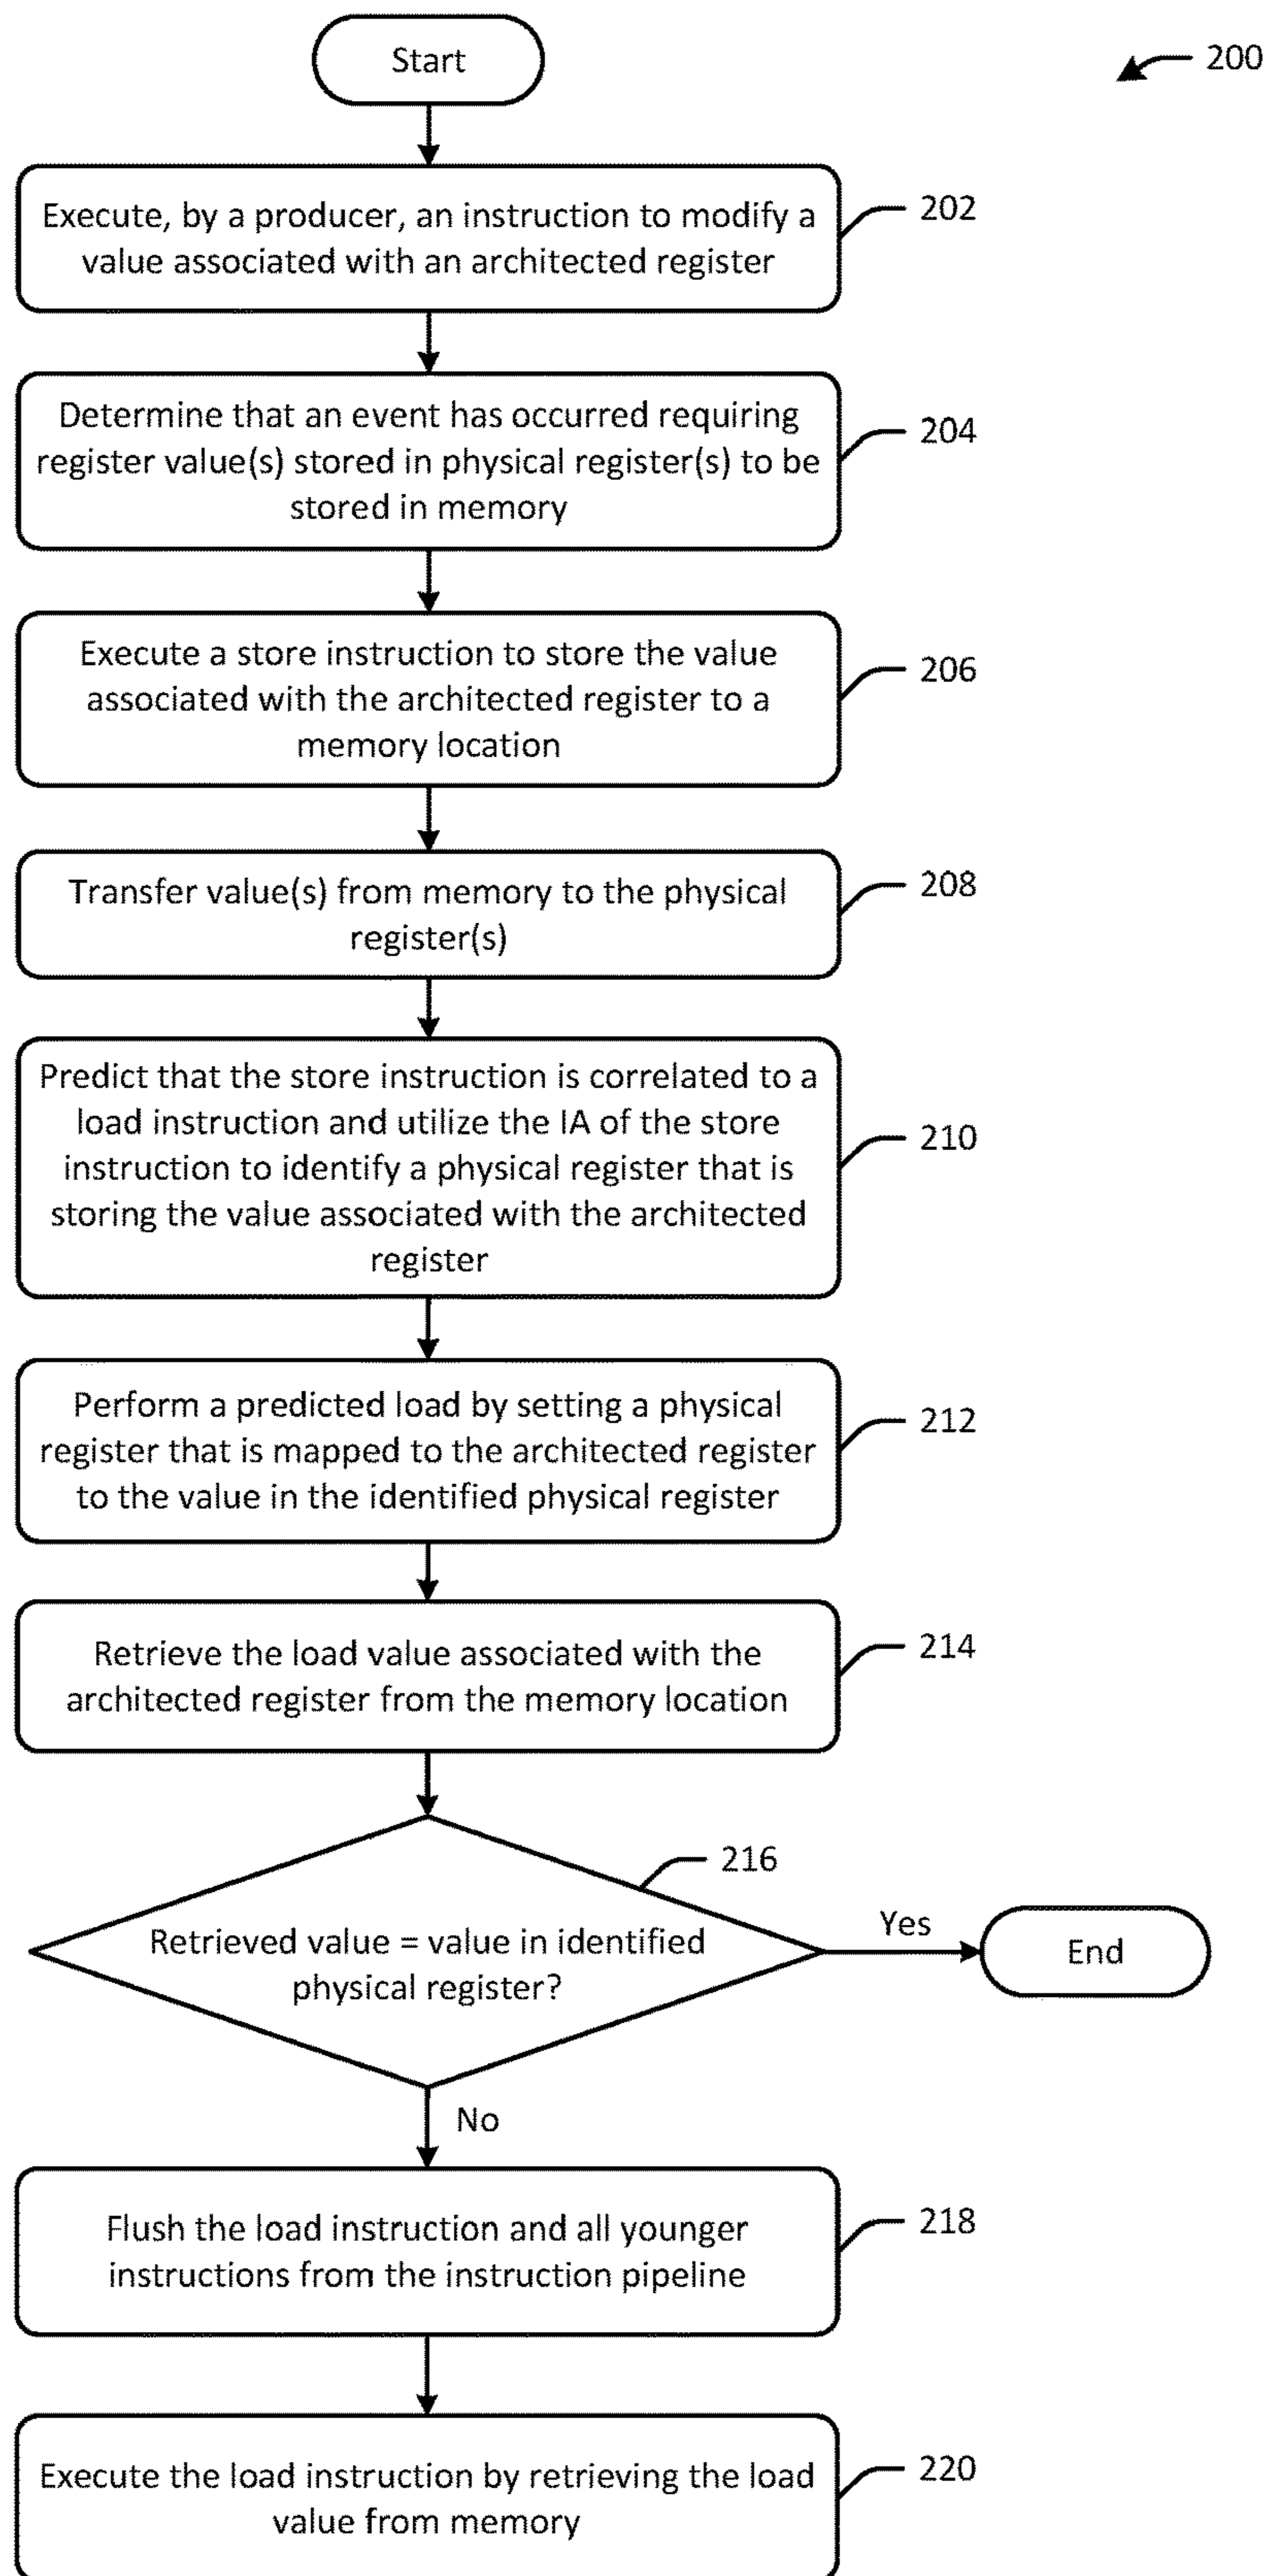 Start
200
Execute, by a producer, an instruction to modify a
value associated with an architected register
202
Determine that an event has occurred requiring
register value(s) stored in physical register(s) to be
stored in memory
204
Execute a store instruction to store the value
associated with the architected register to a
memory location
206
Transfer value(s) from memory to the physical
register(s)
208
Predict that the store instruction is correlated to a
load instruction and utilize the IA of the store
instruction to identify a physical register that is
storing the value associated with the architected
register
210
Perform a predicted load by setting a physical
register that is mapped to the architected register
to the value in the identified physical register
212
Retrieve the load value associated with the
architected register from the memory location
214
216
Retrieved value = value in identified
physical register?
Yes
End
No
Flush the load instruction and all younger
instructions from the instruction pipeline
218
Execute the load instruction by retrieving the load
value from memory
220